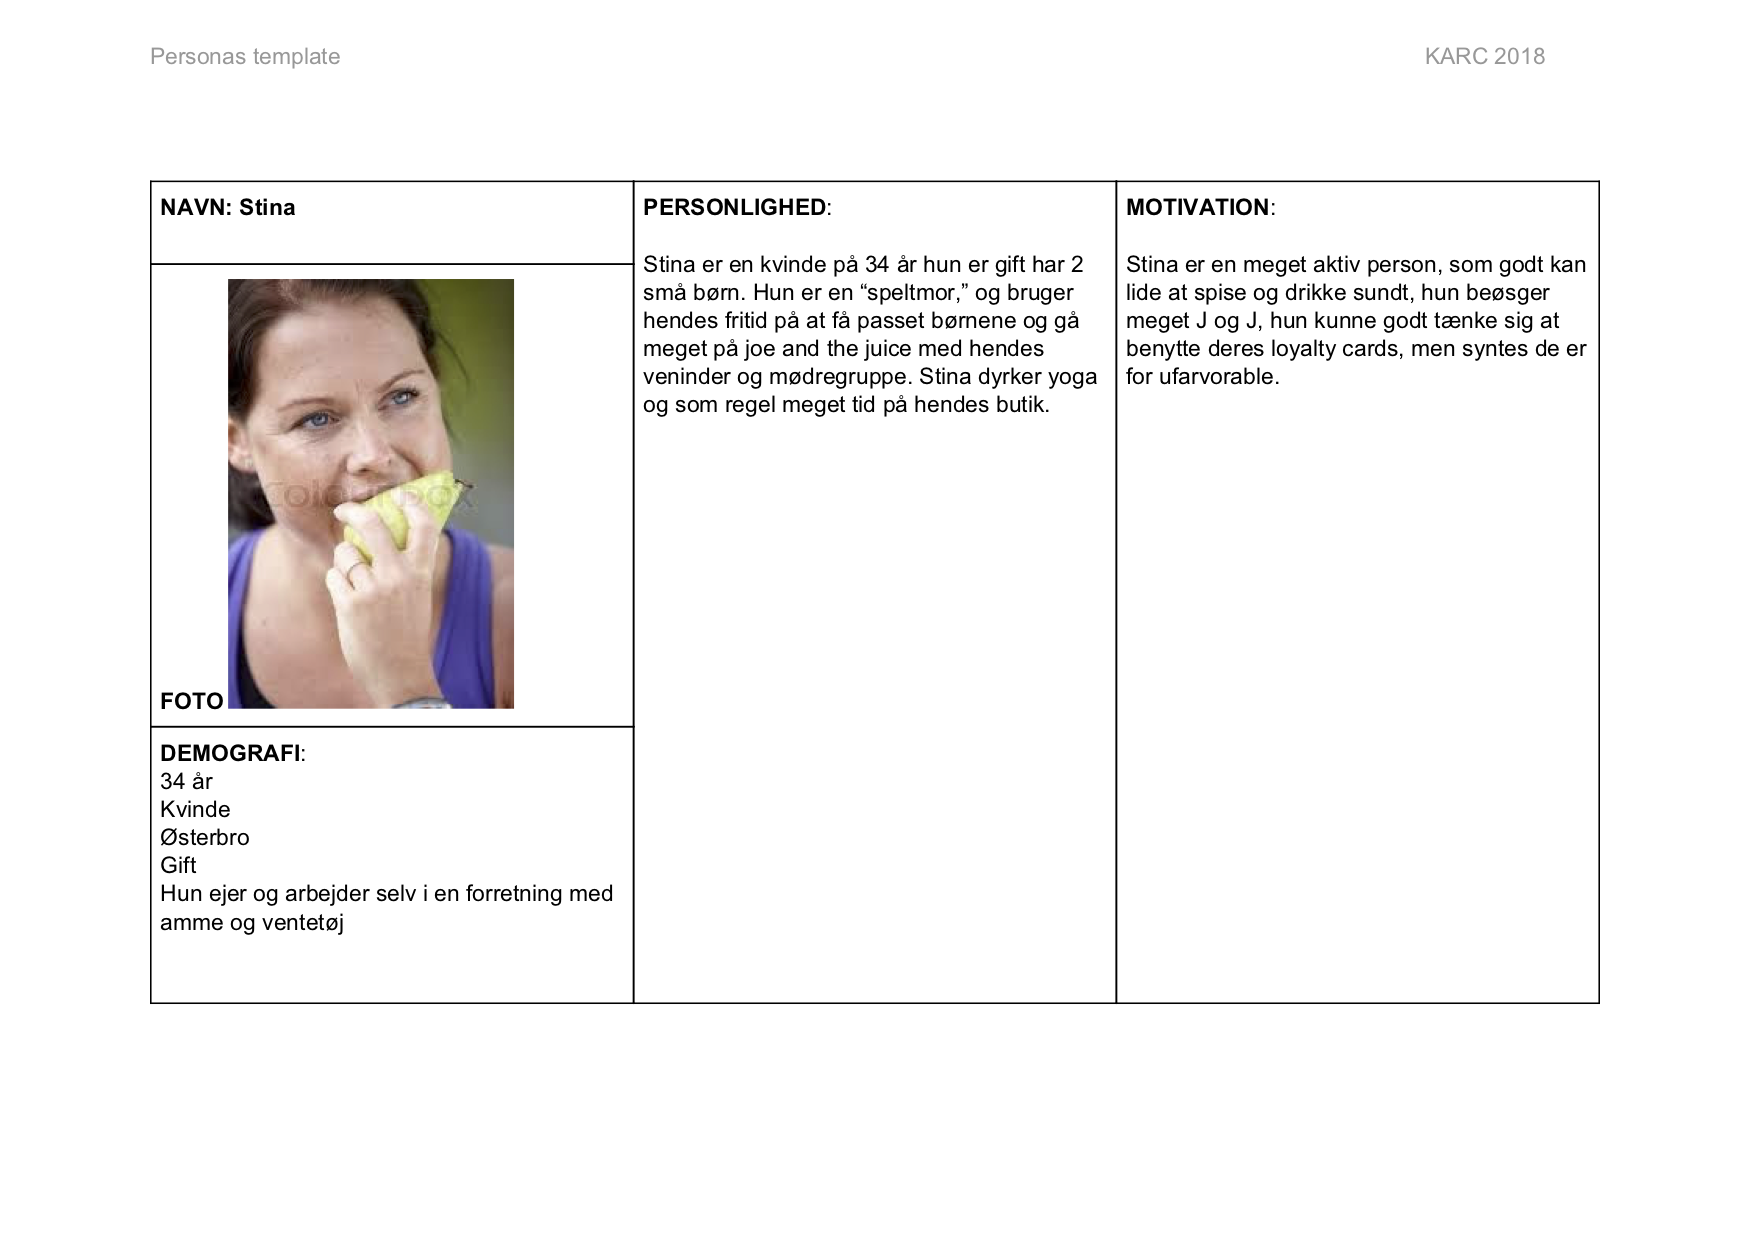 Personas template
KARC 2018
NAVN: Stina
FOTO
colourbox
DEMOGRAFI:
34 år
Kvinde
Østerbro
Gift
Hun ejer og arbejder selv i en forretning med
amme og ventetøj
PERSONLIGHED:
Stina er en kvinde på 34 år hun er gift har 2
små børn. Hun er en “speltmor,” og bruger
hendes fritid på at få passet børnene og gå
meget på joe and the juice med hendes
veninder og mødregruppe. Stina dyrker yoga
og som regel meget tid på hendes butik.
MOTIVATION:
Stina er en meget aktiv person, som godt kan
lide at spise og drikke sundt, hun beøsger
meget J og J, hun kunne godt tænke sig at
benytte deres loyalty cards, men syntes de er
for ufarvorable.